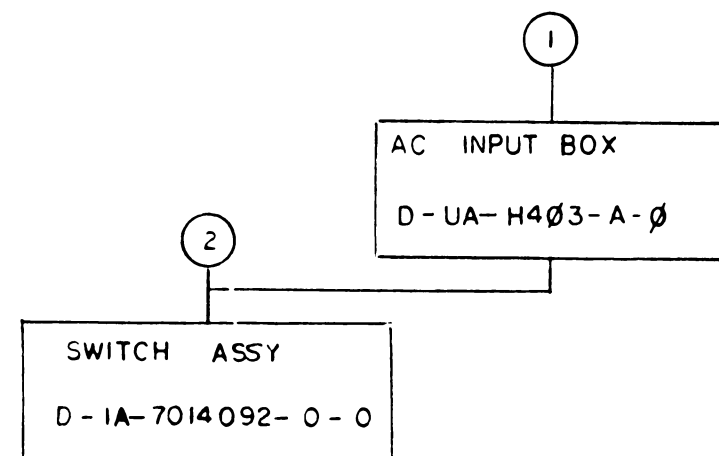 1
AC INPUT BOX
D-UA-H4Ø3-A-Ø
2
SWITCH ASSY
D-IA-7014092-0-0